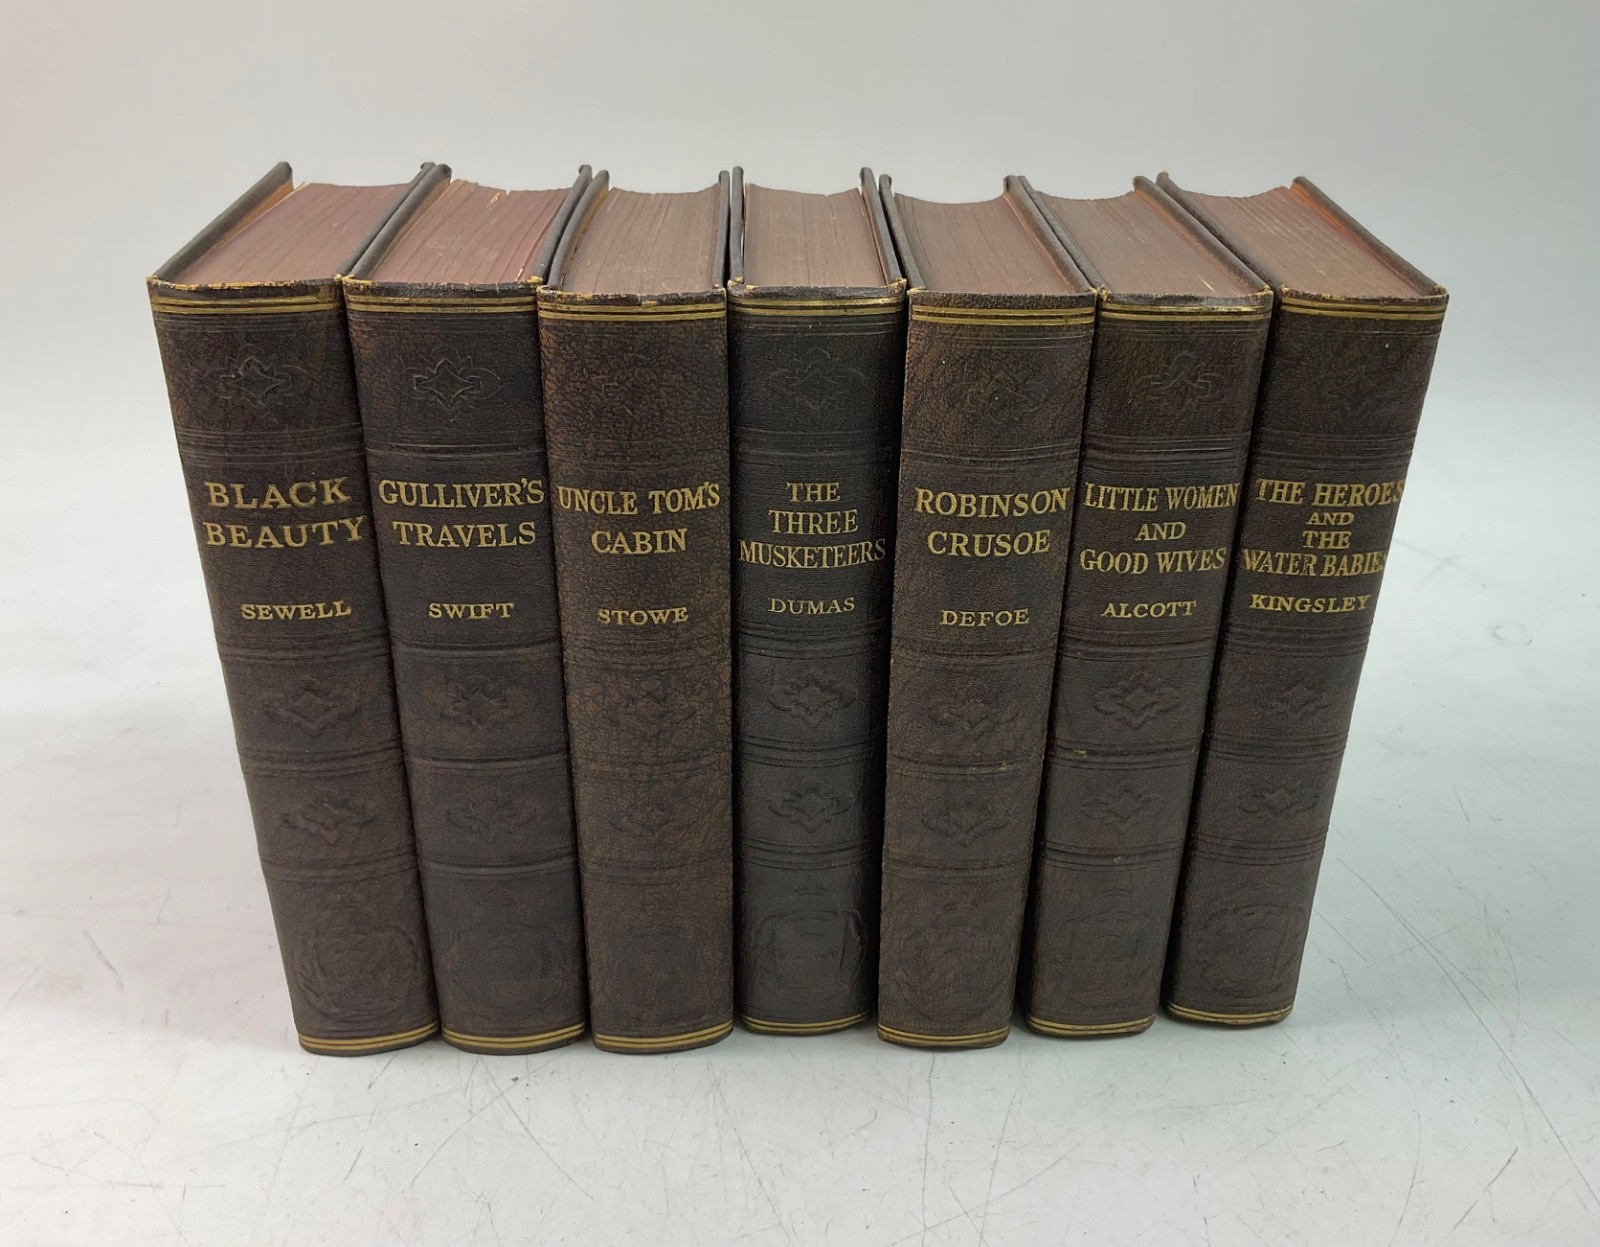 BLACK
BEAUTY
SEWELL
GULLIVER'S
TRAVELS
SWIFT
UNCLE TOM'S
CABIN
STOWE
THE
THREE
MUSKETEERS
DUMAS
ROBINSON
CRUSOE
DEFOE
LITTLE WOMEN
AND
GOOD WIVES
ALCOTT
THE HEROES
AND
THE
WATER BABIES
KINGSLEY